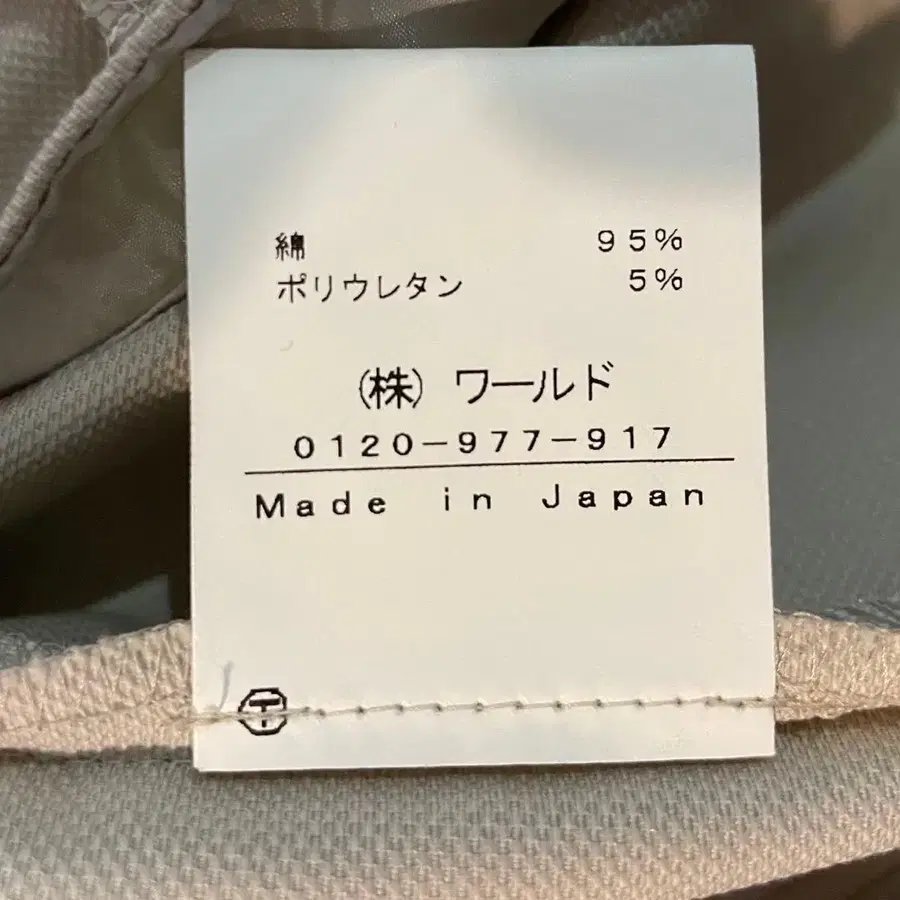 綿 95%
ポリウレタン 5%
(株) ワールド
0120-977-917
Made in Japan
T